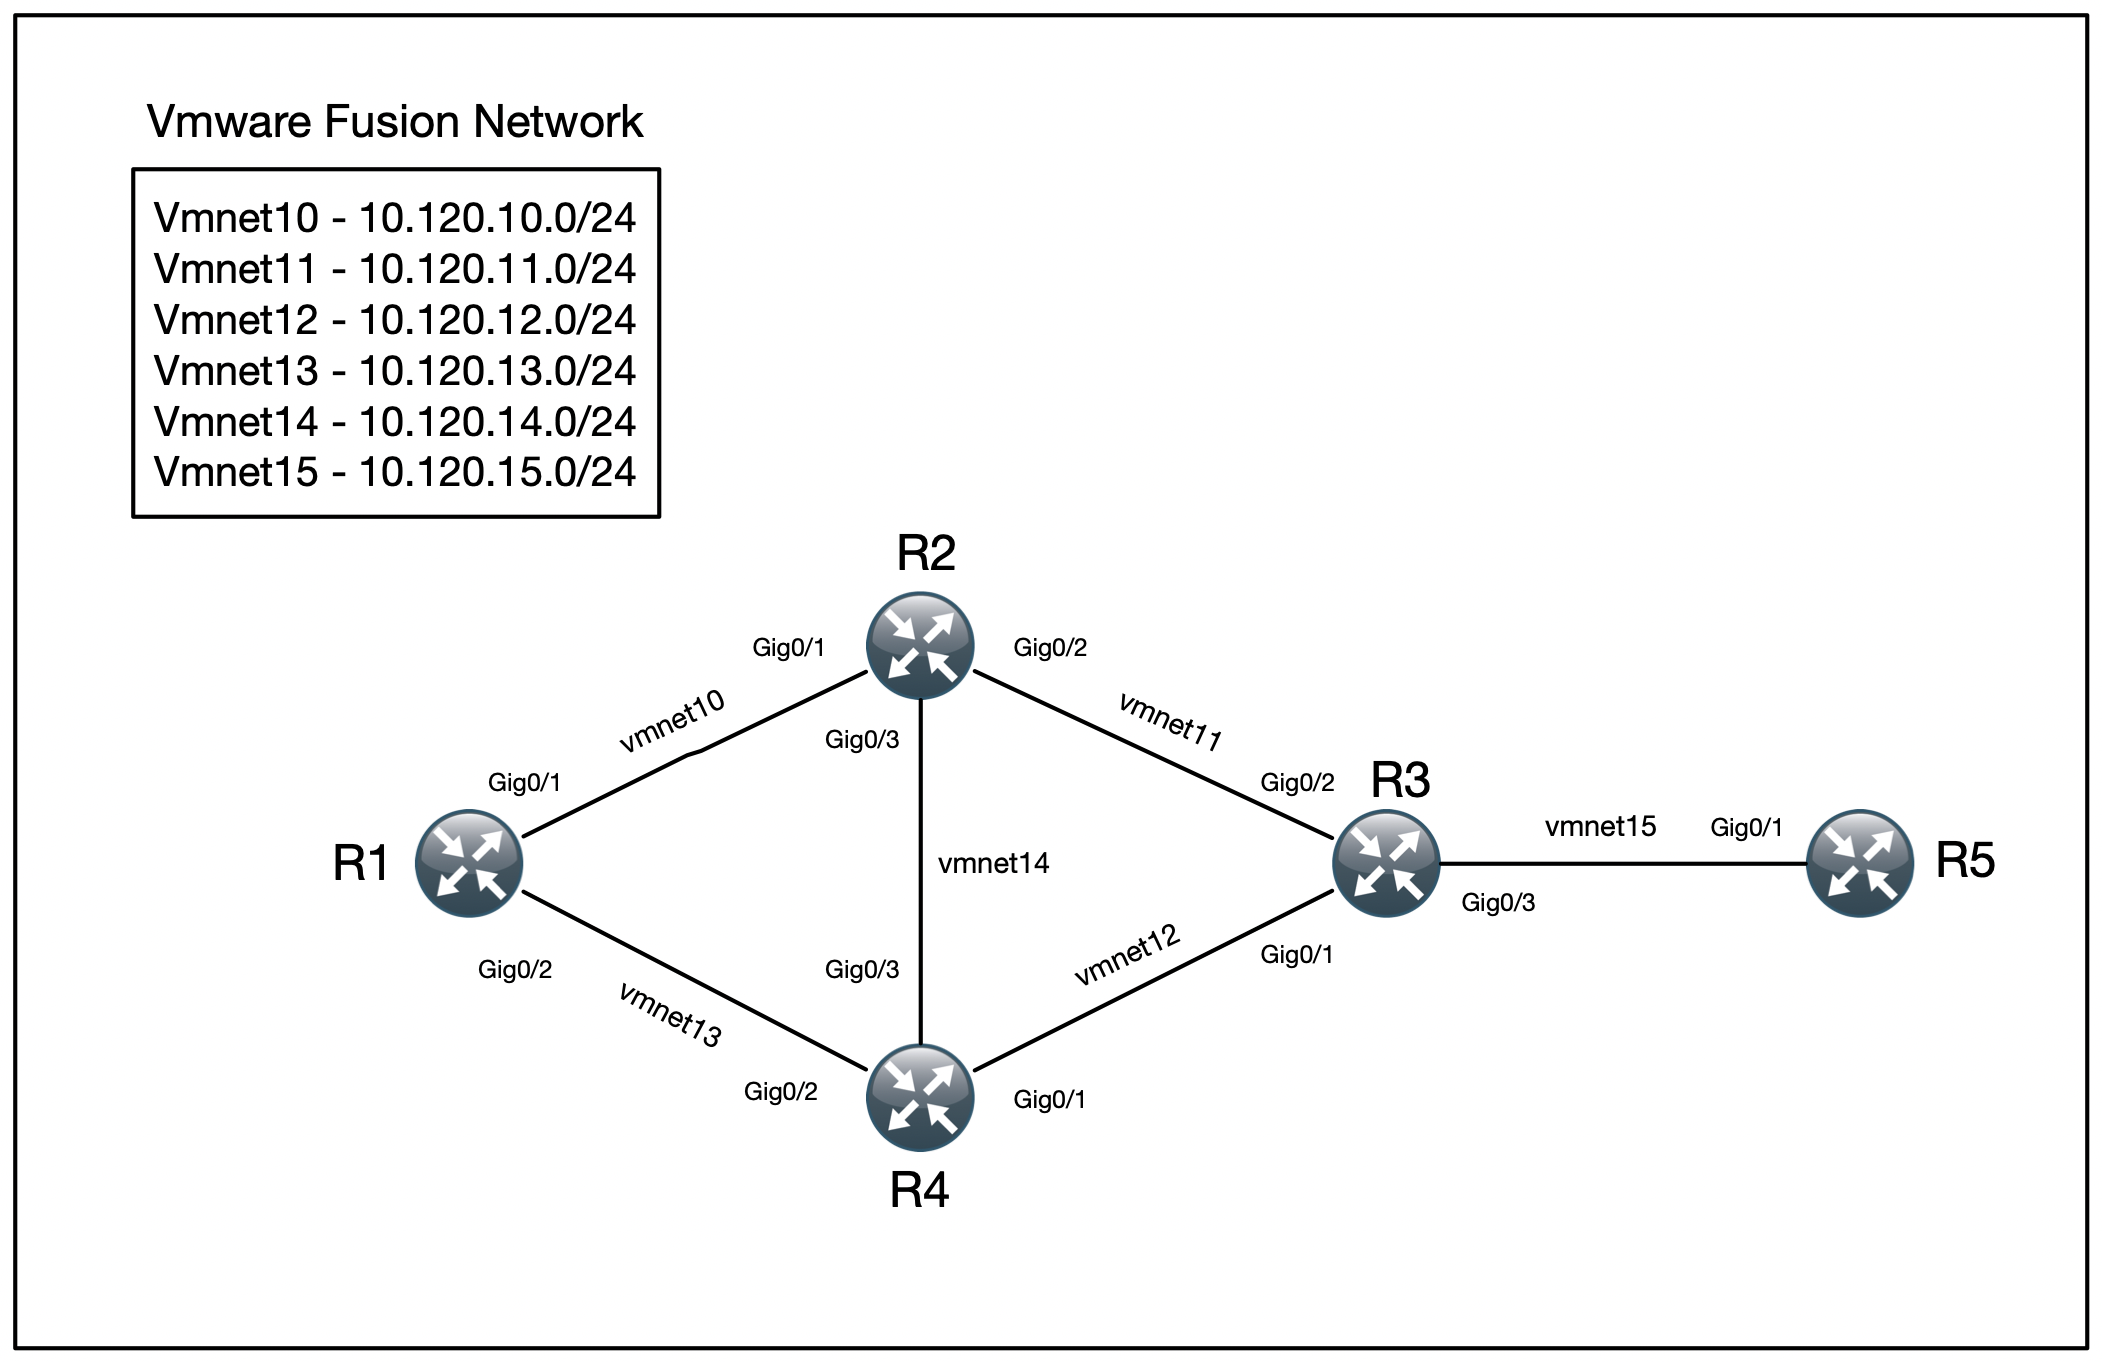 Vmware Fusion Network
Vmnet10 - 10.120.10.0/24
Vmnet11 - 10.120.11.0/24
Vmnet12 - 10.120.12.0/24
Vmnet13 - 10.120.13.0/24
Vmnet14 - 10.120.14.0/24
Vmnet15 - 10.120.15.0/24
R2
Gig0/1
Gig0/2
vmnet10
vmnet11
Gig0/3
Gig0/1
Gig0/2
R3
R1
vmnet14
vmnet15
Gig0/1
R5
Gig0/3
Gig0/2
vmnet13
Gig0/3
vmnet12
Gig0/1
Gig0/2
Gig0/1
R4